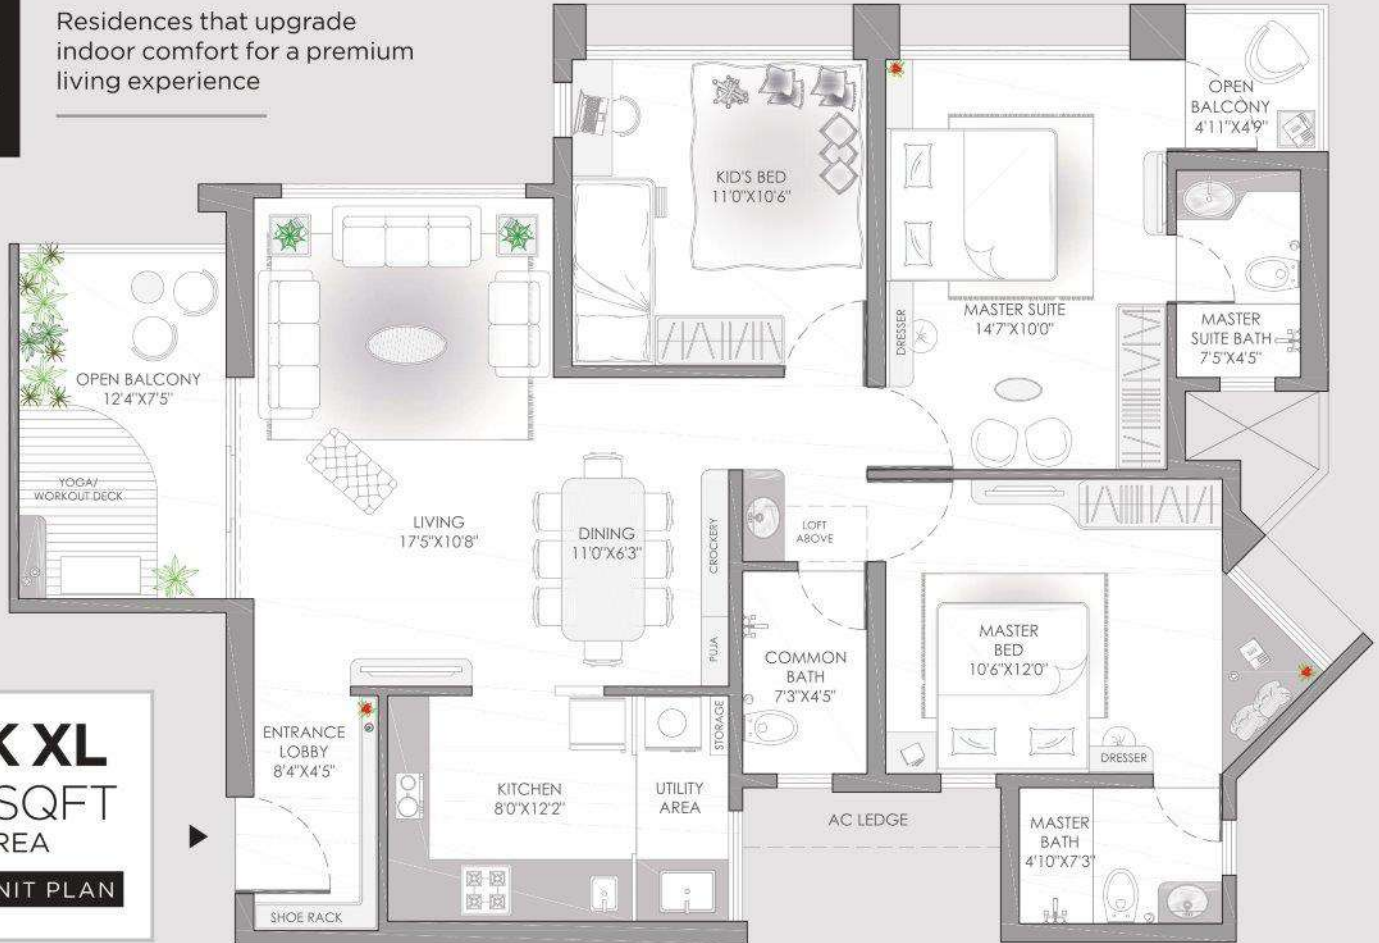 Residences that upgrade
indoor comfort for a premium
living experience
OPEN
BALCONY
4'11"X4'9"
KID'S BED
11'0"X10'6"
MASTER SUITE
14'7"X10'0"
DRESSER
MASTER
SUITE BATH
7'5"X4'5"
OPEN BALCONY
12'4"X7'5"
YOGA/
WORKOUT DECK
LIVING
17'5"X10'8"
DINING
11'0"X6'3"
CROCKERY
PUJA
LOFT
ABOVE
COMMON
BATH
7'3"X4'5"
MASTER
BED
10'6"X12'0"
DRESSER
ENTRANCE
LOBBY
8'4"X4'5"
KITCHEN
8'0"X12'2"
STORAGE
UTILITY
AREA
AC LEDGE
MASTER
BATH
4'10"X7'3"
SHOE RACK
XL
SQFT
PLAN